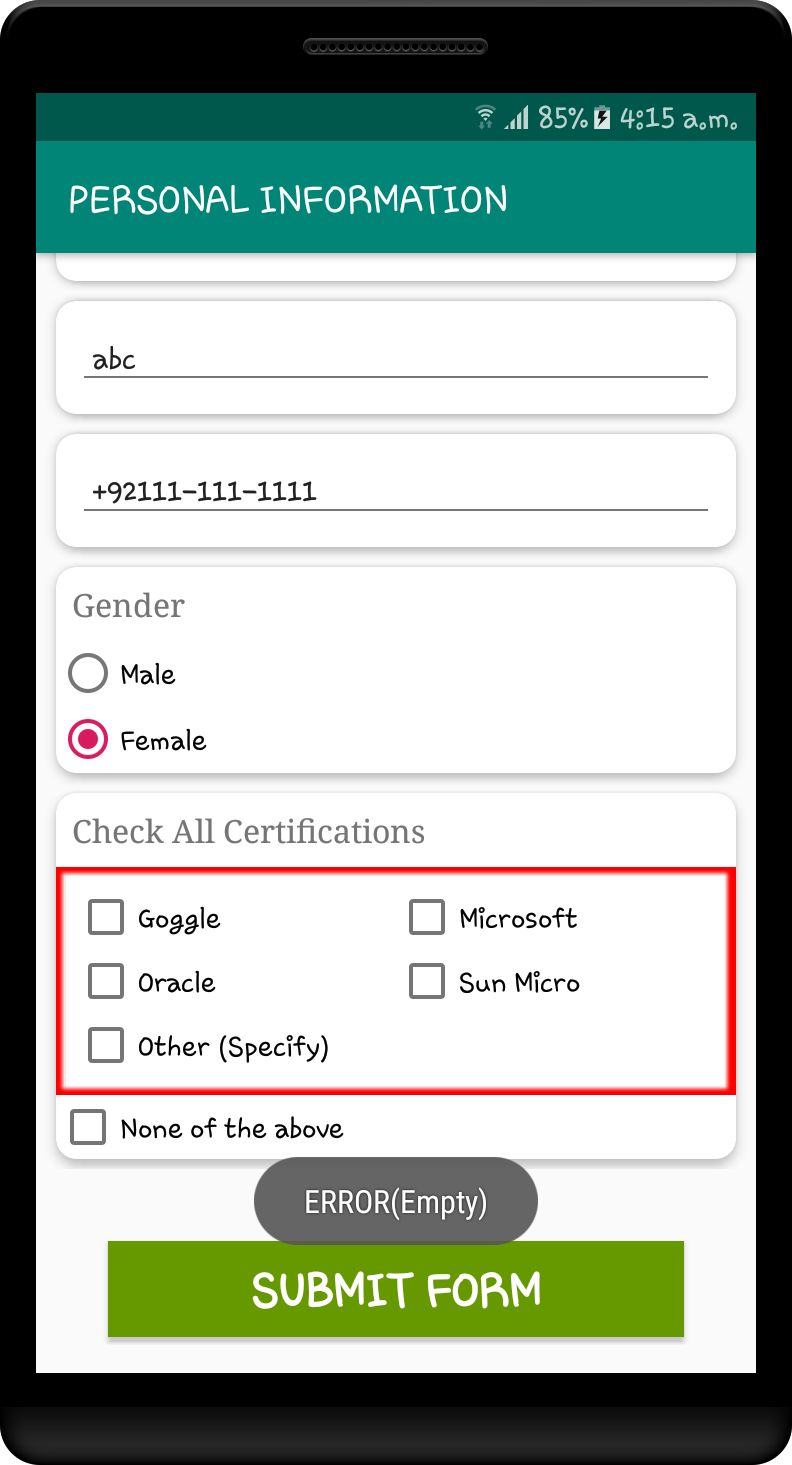 85% 4:15 a.m.
PERSONAL INFORMATION
abc
+92111-111-1111
Gender
Male
Female
Check All Certifications
Goggle Microsoft
Oracle Sun Micro
Other (Specify)
None of the above
ERROR(Empty)
SUBMIT FORM